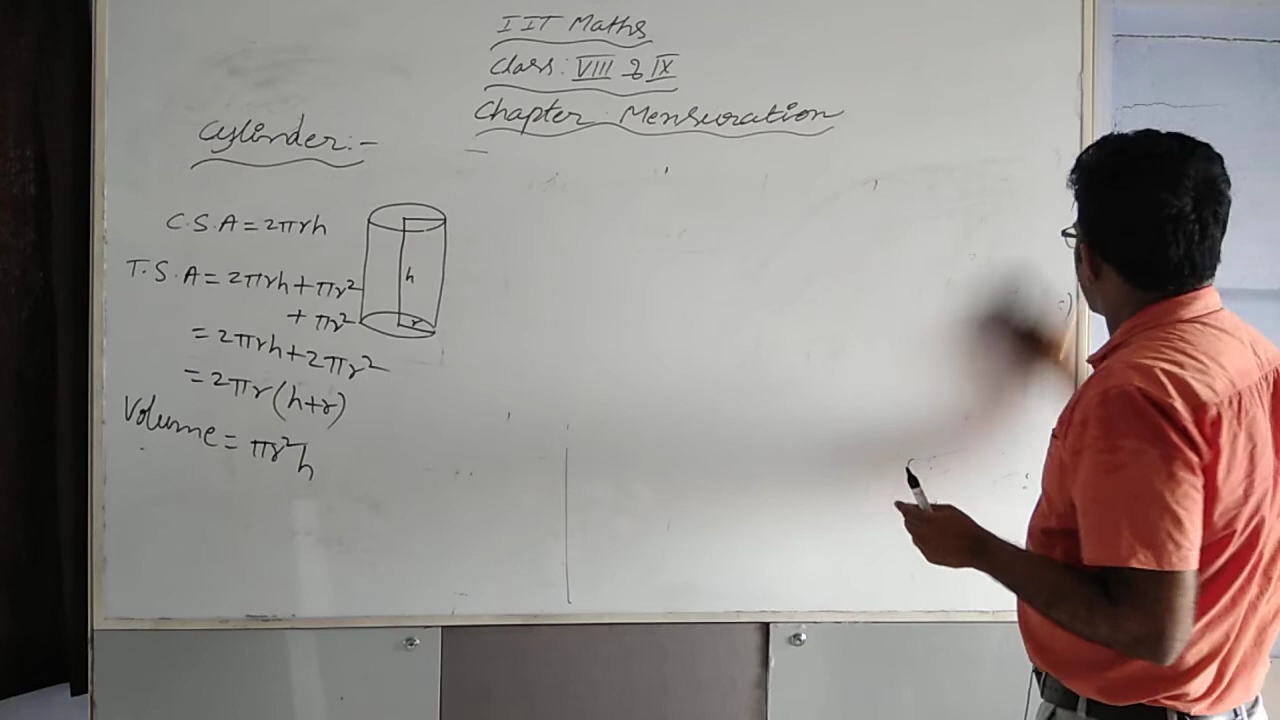 IIT Maths
Class: VIII & IX
Chapter: Mensuration
Cylinder:-
C.S.A = 2πrh
T.S.A = 2πrh + πr²
+ πr²
= 2πrh + 2πr²
= 2πr (h+r)
Volume = πr²h
h
r